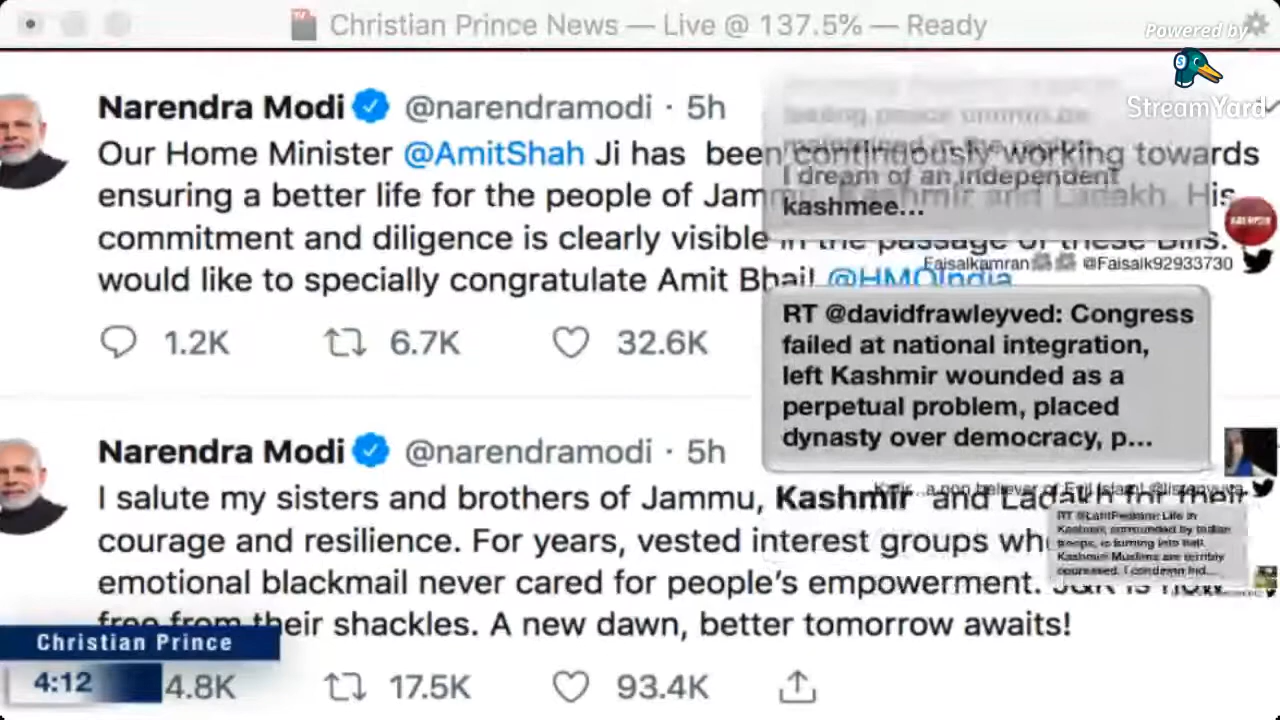 Christian Prince News — Live @ 137.5% — Ready
Powered by
StreamYard
Narendra Modi @narendramodi · 5h
Our Home Minister @AmitShah Ji has been continuously working towards
ensuring a better life for the people of Jammu, Kashmir and Ladakh. His
commitment and diligence is clearly visible in the passage of these Bills.
would like to specially congratulate Amit Bhai! @HMOIndia
1.2K 6.7K 32.6K
I dream of an independent
kashmee...
Faisalkamran @Faisalk92933730
RT @davidfrawleyved: Congress
failed at national integration,
left Kashmir wounded as a
perpetual problem, placed
dynasty over democracy, p...
Narendra Modi @narendramodi · 5h
I salute my sisters and brothers of Jammu, Kashmir and Ladakh for their
courage and resilience. For years, vested interest groups who
emotional blackmail never cared for people's empowerment. J&K is now
free from their shackles. A new dawn, better tomorrow awaits!
4.8K 17.5K 93.4K
Christian Prince
4:12